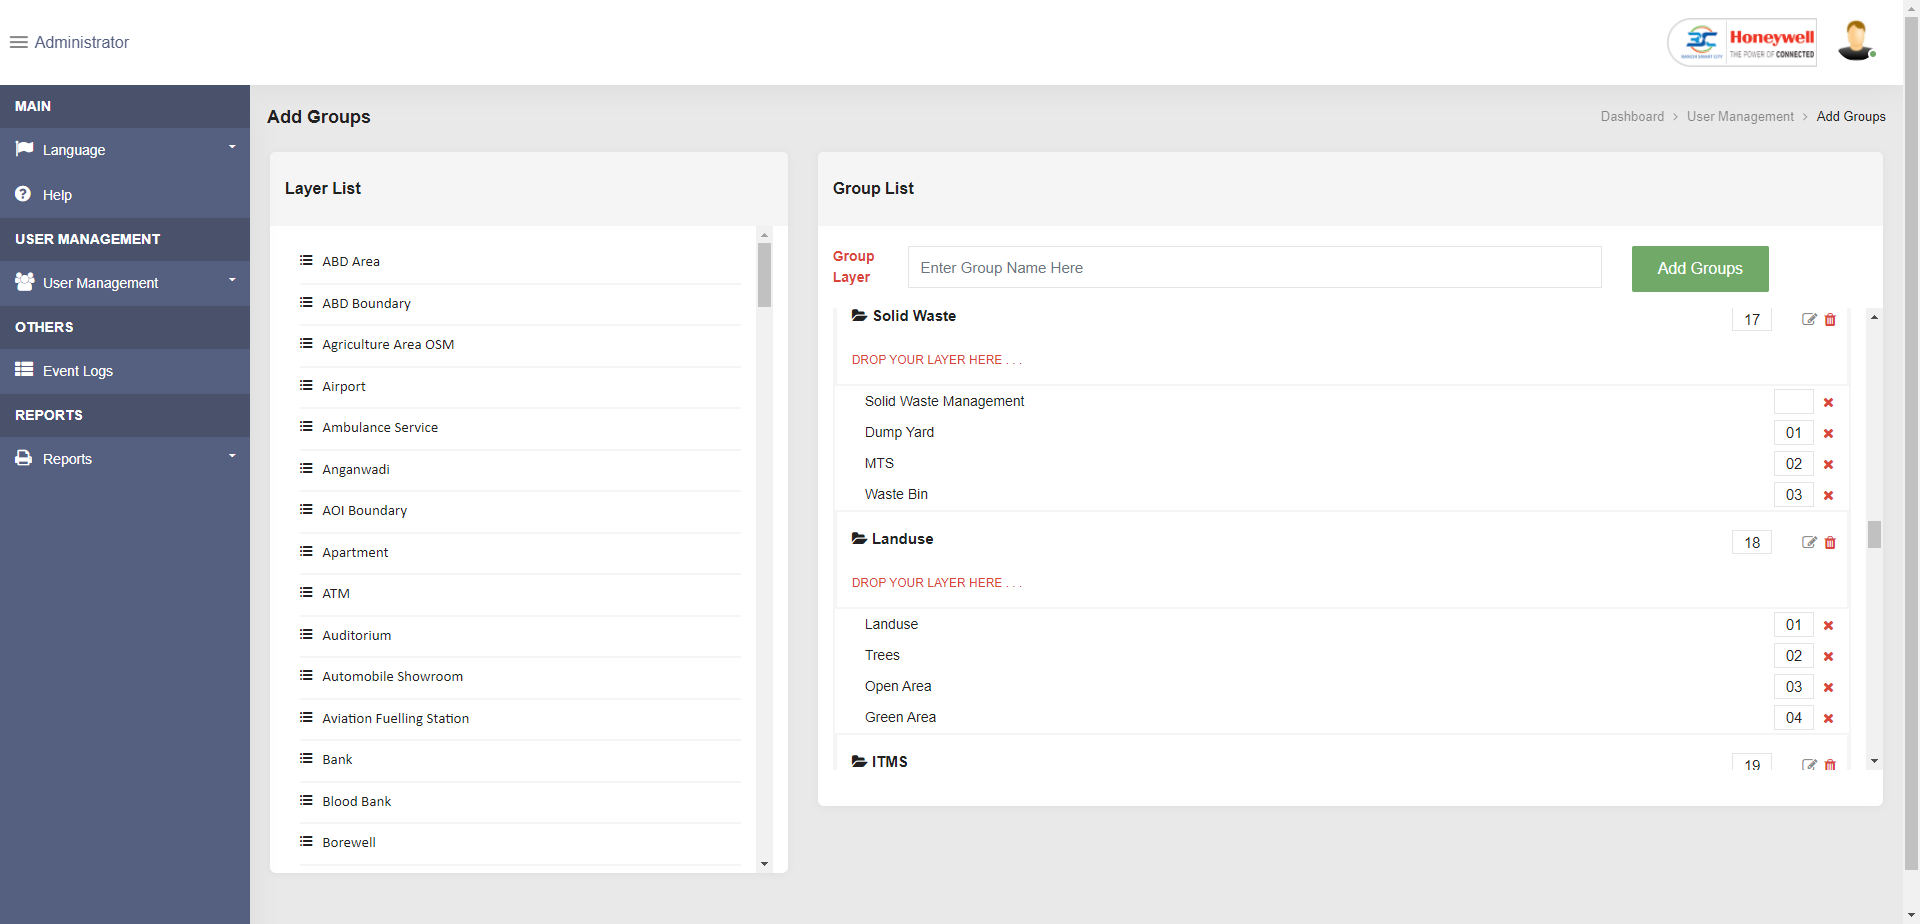 Administrator
Honeywell
THE POWER OF CONNECTED
MAIN
Language
Help
USER MANAGEMENT
User Management
OTHERS
Event Logs
REPORTS
Reports
Add Groups
Dashboard > User Management > Add Groups
Layer List
ABD Area
ABD Boundary
Agriculture Area OSM
Airport
Ambulance Service
Anganwadi
AOI Boundary
Apartment
ATM
Auditorium
Automobile Showroom
Aviation Fuelling Station
Bank
Blood Bank
Borewell
Group List
Group Layer
Enter Group Name Here
Add Groups
Solid Waste 17
DROP YOUR LAYER HERE . . .
Solid Waste Management
Dump Yard 01
MTS 02
Waste Bin 03
Landuse 18
DROP YOUR LAYER HERE . . .
Landuse 01
Trees 02
Open Area 03
Green Area 04
ITMS 19